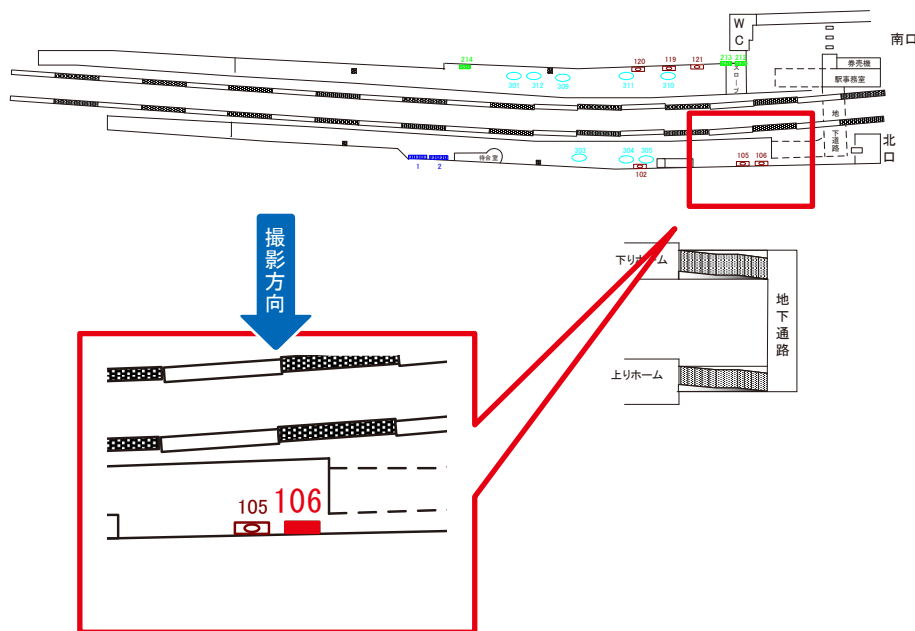 WC
南口
214
120
119
121
213
212
スロープ
券売機
駅事務室
301
312
309
311
310
地下通路
北口
待合室
303
304
305
102
105
106
1
2
撮影方向
下りホーム
地下通路
上りホーム
105
106